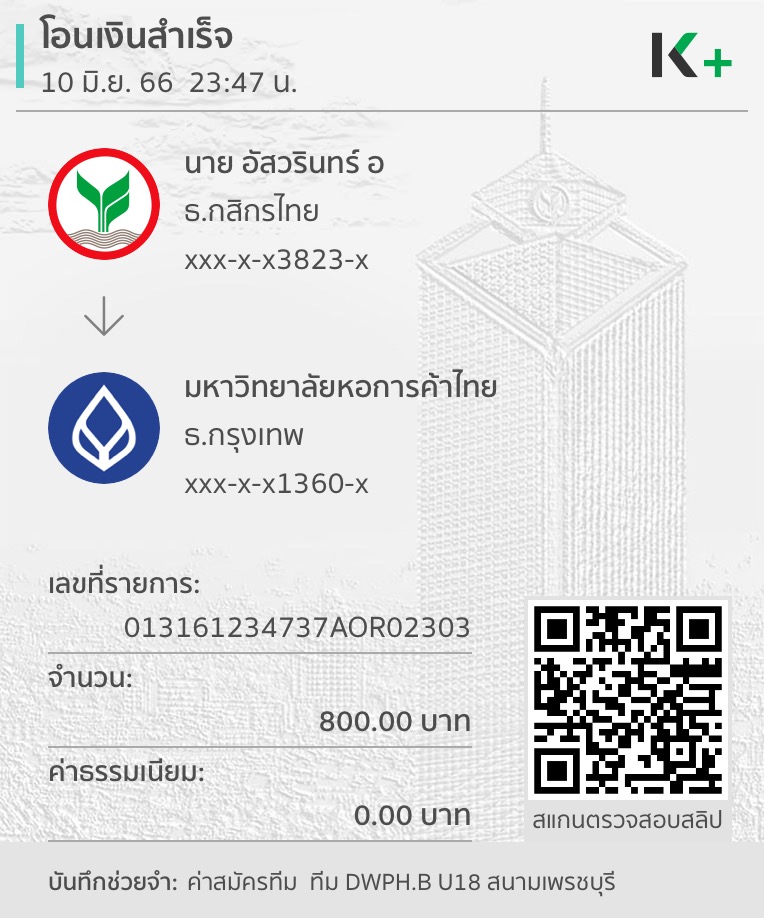 โอนเงินสำเร็จ
10 มิ.ย. 66 23:47 น.
K+
นาย อัสวรินทร์ อ
ธ.กสิกรไทย
xxx-x-x3823-x
มหาวิทยาลัยหอการค้าไทย
ธ.กรุงเทพ
xxx-x-x1360-x
เลขที่รายการ:
013161234737AOR02303
จำนวน:
800.00 บาท
ค่าธรรมเนียม:
0.00 บาท
สแกนตรวจสอบสลิป
บันทึกช่วยจำ: ค่าสมัครทีม ทีม DWPH.B U18 สนามเพรชบุรี